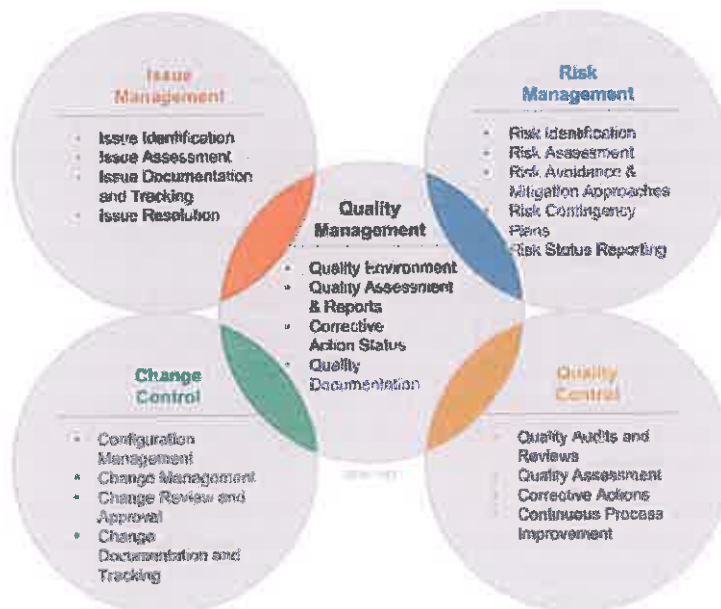 Issue
Management
Issue Identification
Issue Assessment
Issue Documentation
and Tracking
Issue Resolution
Risk
Management
Risk Identification
Risk Assessment
Risk Avoidance &
Mitigation Approaches
Risk Contingency
Plans
Risk Status Reporting
Quality
Management
Quality Environment
Quality Assessment
& Reports
Corrective
Action Status
Quality
Documentation
Change
Control
Configuration
Management
Change Management
Change Review and
Approval
Change
Documentation and
Tracking
Quality
Control
Quality Audits and
Reviews
Quality Assessment
Corrective Actions
Continuous Process
Improvement